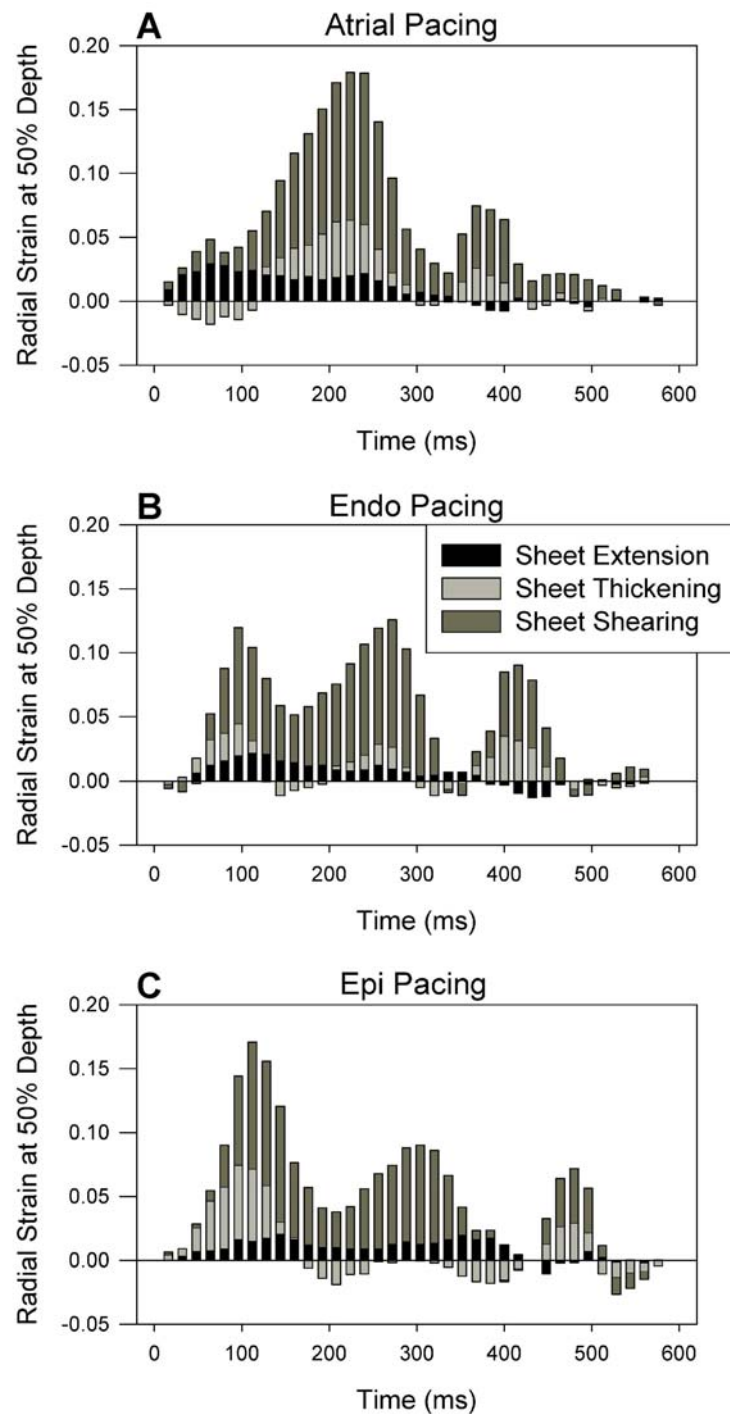 A Atrial Pacing
0.20
0.15
0.10
0.05
0.00
-0.05
Radial Strain at 50% Depth
0 100 200 300 400 500 600
Time (ms)
B Endo Pacing
0.20
0.15
0.10
0.05
0.00
-0.05
Radial Strain at 50% Depth
Sheet Extension
Sheet Thickening
Sheet Shearing
0 100 200 300 400 500 600
Time (ms)
C Epi Pacing
0.20
0.15
0.10
0.05
0.00
-0.05
Radial Strain at 50% Depth
0 100 200 300 400 500 600
Time (ms)